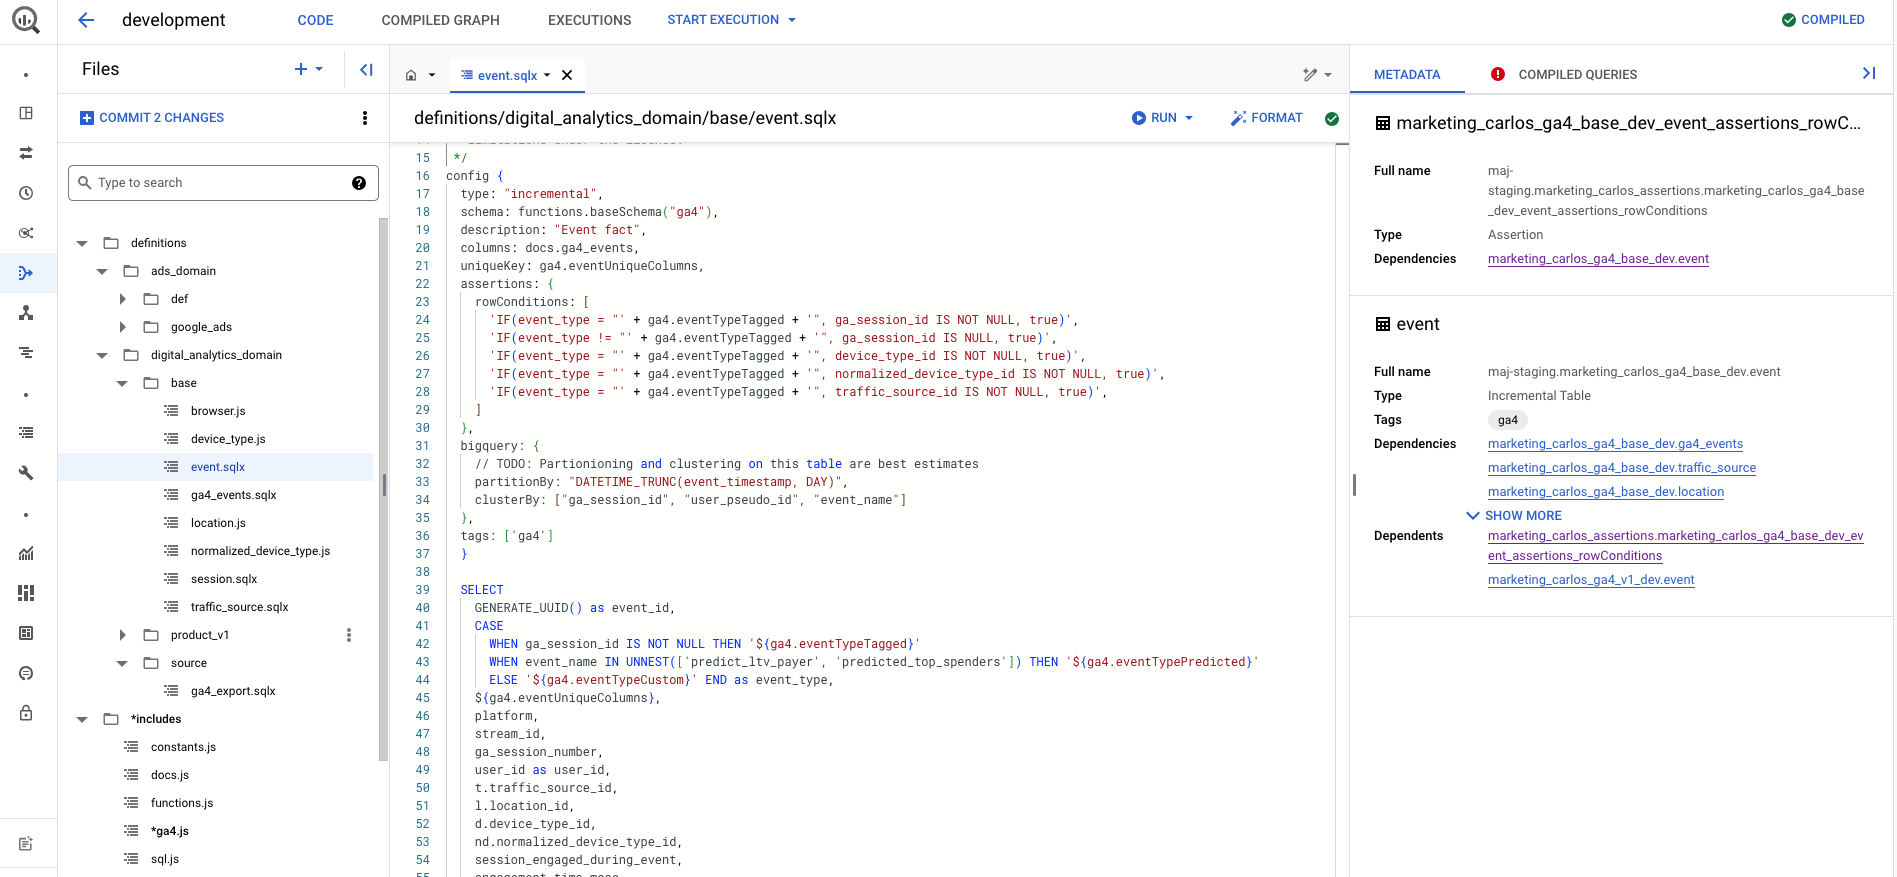 development
CODE
COMPILED GRAPH
EXECUTIONS
START EXECUTION
COMPILED
Files
COMMIT 2 CHANGES
Type to search
definitions
ads_domain
def
google_ads
digital_analytics_domain
base
browser.js
device_type.js
event.sqlx
ga4_events.sqlx
location.js
normalized_device_type.js
session.sqlx
traffic_source.sqlx
product_v1
source
ga4_export.sqlx
*includes
constants.js
docs.js
functions.js
*ga4.js
sql.js
event.sqlx
definitions/digital_analytics_domain/base/event.sqlx
RUN
FORMAT
15 */
16 config {
17 type: "incremental",
18 schema: functions.baseSchema("ga4"),
19 description: "Event fact",
20 columns: docs.ga4_events,
21 uniqueKey: ga4.eventUniqueColumns,
22 assertions: {
23 rowConditions: [
24 'IF(event_type = "' + ga4.eventTypeTagged + '", ga_session_id IS NOT NULL, true)',
25 'IF(event_type != "' + ga4.eventTypeTagged + '", ga_session_id IS NULL, true)',
26 'IF(event_type = "' + ga4.eventTypeTagged + '", device_type_id IS NOT NULL, true)',
27 'IF(event_type = "' + ga4.eventTypeTagged + '", normalized_device_type_id IS NOT NULL, true)',
28 'IF(event_type = "' + ga4.eventTypeTagged + '", traffic_source_id IS NOT NULL, true)',
29 ]
30 },
31 bigquery: {
32 // TODO: Partionioning and clustering on this table are best estimates
33 partitionBy: "DATETIME_TRUNC(event_timestamp, DAY)",
34 clusterBy: ["ga_session_id", "user_pseudo_id", "event_name"]
35 },
36 tags: ['ga4']
37 }
38
39 SELECT
40 GENERATE_UUID() as event_id,
41 CASE
42 WHEN ga_session_id IS NOT NULL THEN '${ga4.eventTypeTagged}'
43 WHEN event_name IN UNNEST(['predict_ltv_payer', 'predicted_top_spenders']) THEN '${ga4.eventTypePredicted}'
44 ELSE '${ga4.eventTypeCustom}' END as event_type,
45 ${ga4.eventUniqueColumns},
46 platform,
47 stream_id,
48 ga_session_number,
49 user_id as user_id,
50 t.traffic_source_id,
51 l.location_id,
52 d.device_type_id,
53 nd.normalized_device_type_id,
54 session_engaged_during_event,
METADATA
COMPILED QUERIES
marketing_carlos_ga4_base_dev_event_assertions_rowC...
Full name
maj-
staging.marketing_carlos_assertions.marketing_carlos_ga4_base
_dev_event_assertions_rowConditions
Type
Assertion
Dependencies
marketing_carlos_ga4_base_dev.event
event
Full name
maj-staging.marketing_carlos_ga4_base_dev.event
Type
Incremental Table
Tags
ga4
Dependencies
marketing_carlos_ga4_base_dev.ga4_events
marketing_carlos_ga4_base_dev.traffic_source
marketing_carlos_ga4_base_dev.location
SHOW MORE
Dependents
marketing_carlos_assertions.marketing_carlos_ga4_base_dev_ev
ent_assertions_rowConditions
marketing_carlos_ga4_v1_dev.event